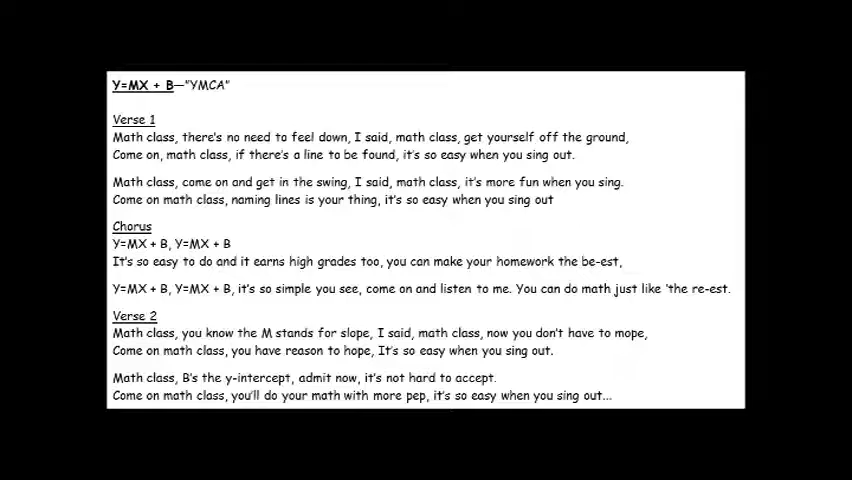 Y=MX + B—"YMCA"
Verse 1
Math class, there's no need to feel down, I said, math class, get yourself off the ground,
Come on, math class, if there's a line to be found, it's so easy when you sing out.
Math class, come on and get in the swing, I said, math class, it's more fun when you sing.
Come on math class, naming lines is your thing, it's so easy when you sing out
Chorus
Y=MX + B, Y=MX + B
It's so easy to do and it earns high grades too, you can make your homework the be-est,
Y=MX + B, Y=MX + B, it's so simple you see, come on and listen to me. You can do math just like 'the re-est.
Verse 2
Math class, you know the M stands for slope, I said, math class, now you don't have to mope,
Come on math class, you have reason to hope, It's so easy when you sing out.
Math class, B's the y-intercept, admit now, it's not hard to accept.
Come on math class, you'll do your math with more pep, it's so easy when you sing out...